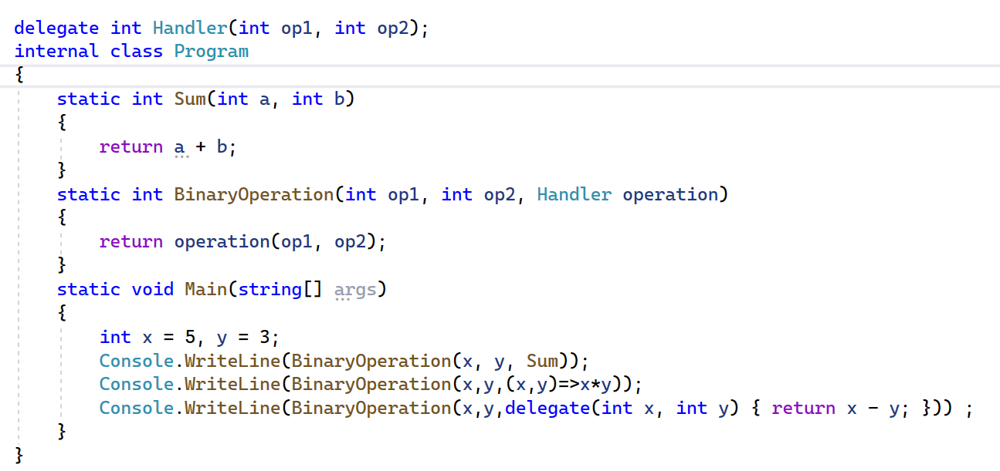 delegate int Handler(int op1, int op2);
internal class Program
{
    static int Sum(int a, int b)
    {
        return a + b;
    }
    static int BinaryOperation(int op1, int op2, Handler operation)
    {
        return operation(op1, op2);
    }
    static void Main(string[] args)
    {
        int x = 5, y = 3;
        Console.WriteLine(BinaryOperation(x, y, Sum));
        Console.WriteLine(BinaryOperation(x,y,(x,y)=>x*y));
        Console.WriteLine(BinaryOperation(x,y,delegate(int x, int y) { return x - y; })) ;
    }
}